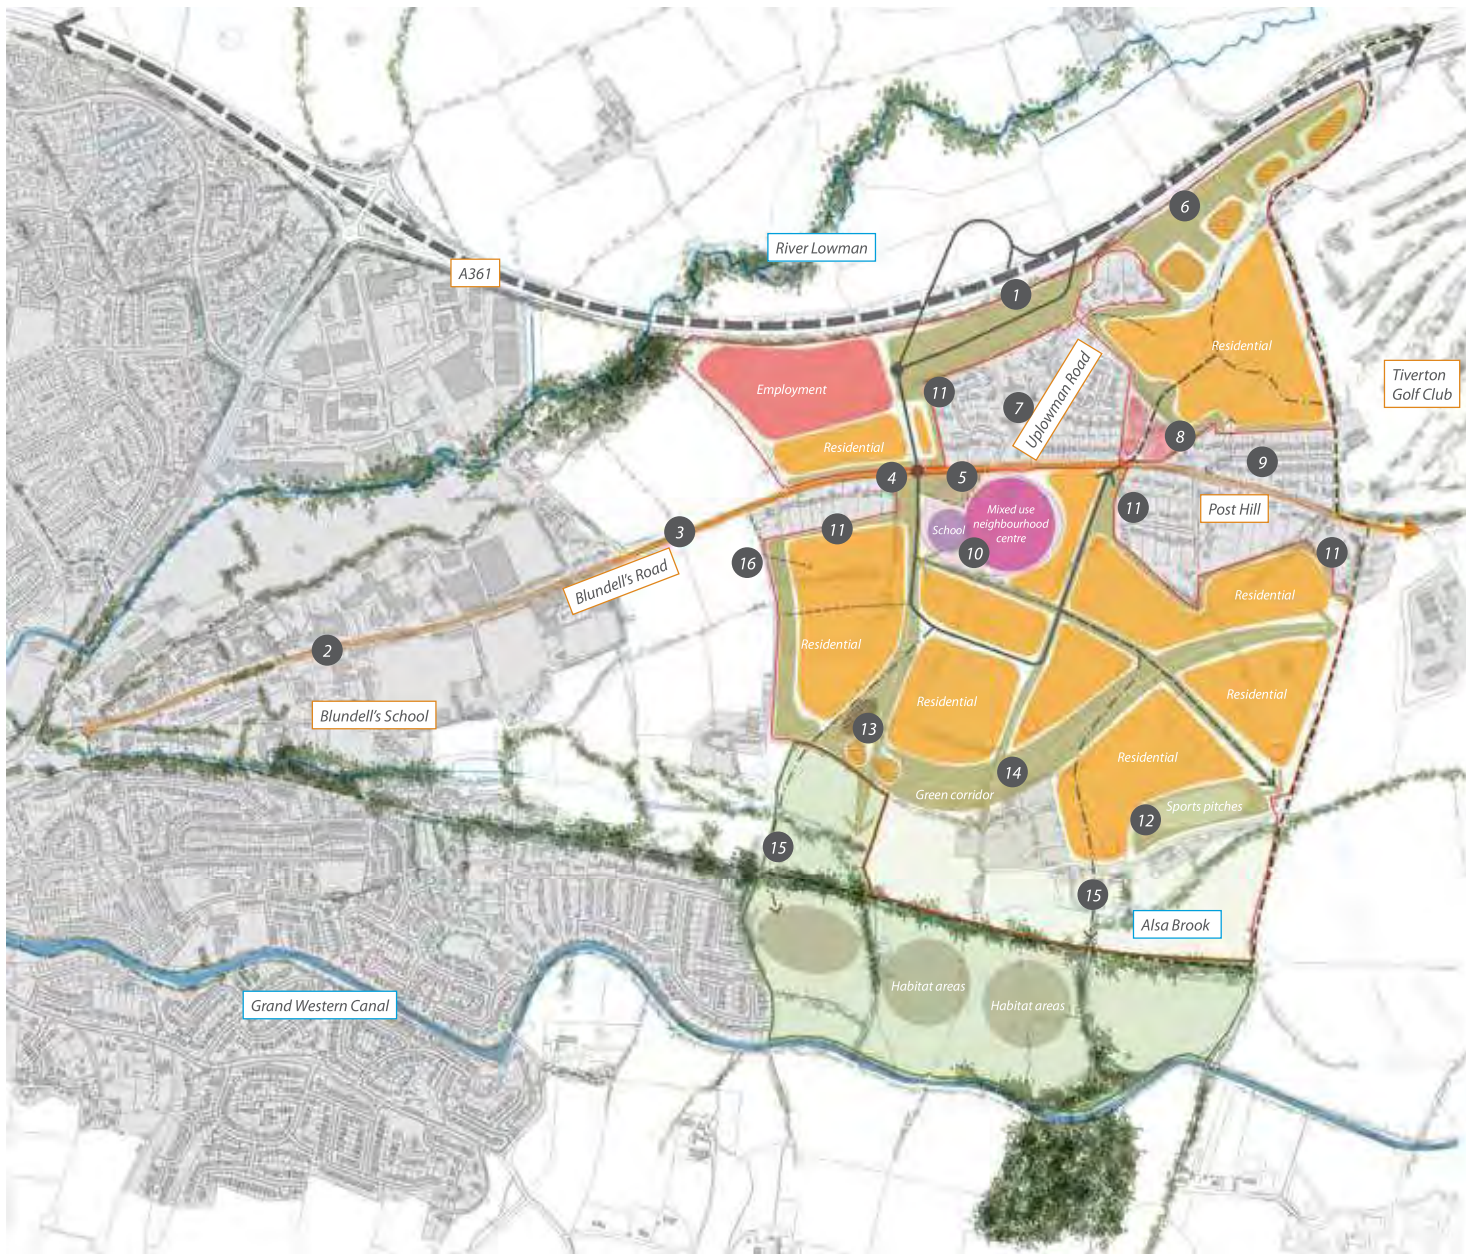 6
River Lowman
A361
1
Residential
Uplowman Road
Tiverton
Golf Club
Employment
11
7
8
Residential
9
4
5
Post Hill
11
Mixed use
neighbourhood
centre
School
10
3
11
16
11
Blundell's Road
Residential
2
Residential
Residential
Residential
Blundell's School
13
Residential
14
Green corridor
Sports pitches
12
15
15
Alsa Brook
Habitat areas
Habitat areas
Grand Western Canal